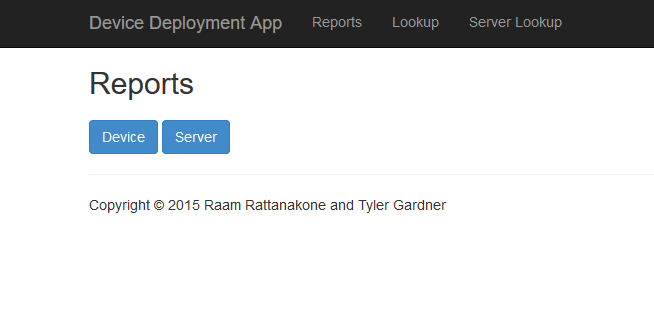 Device Deployment App Reports Lookup Server Lookup
Reports
Device Server
Copyright © 2015 Raam Rattanakone and Tyler Gardner